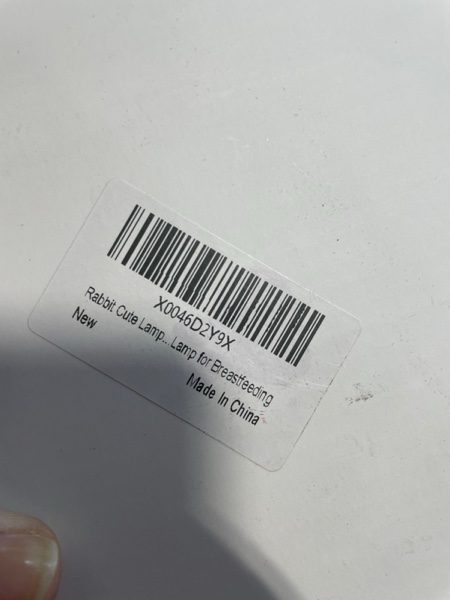 X0046D2Y9X
Rabbit Cute Lamp...Lamp for Breastfeeding
New
Made In China